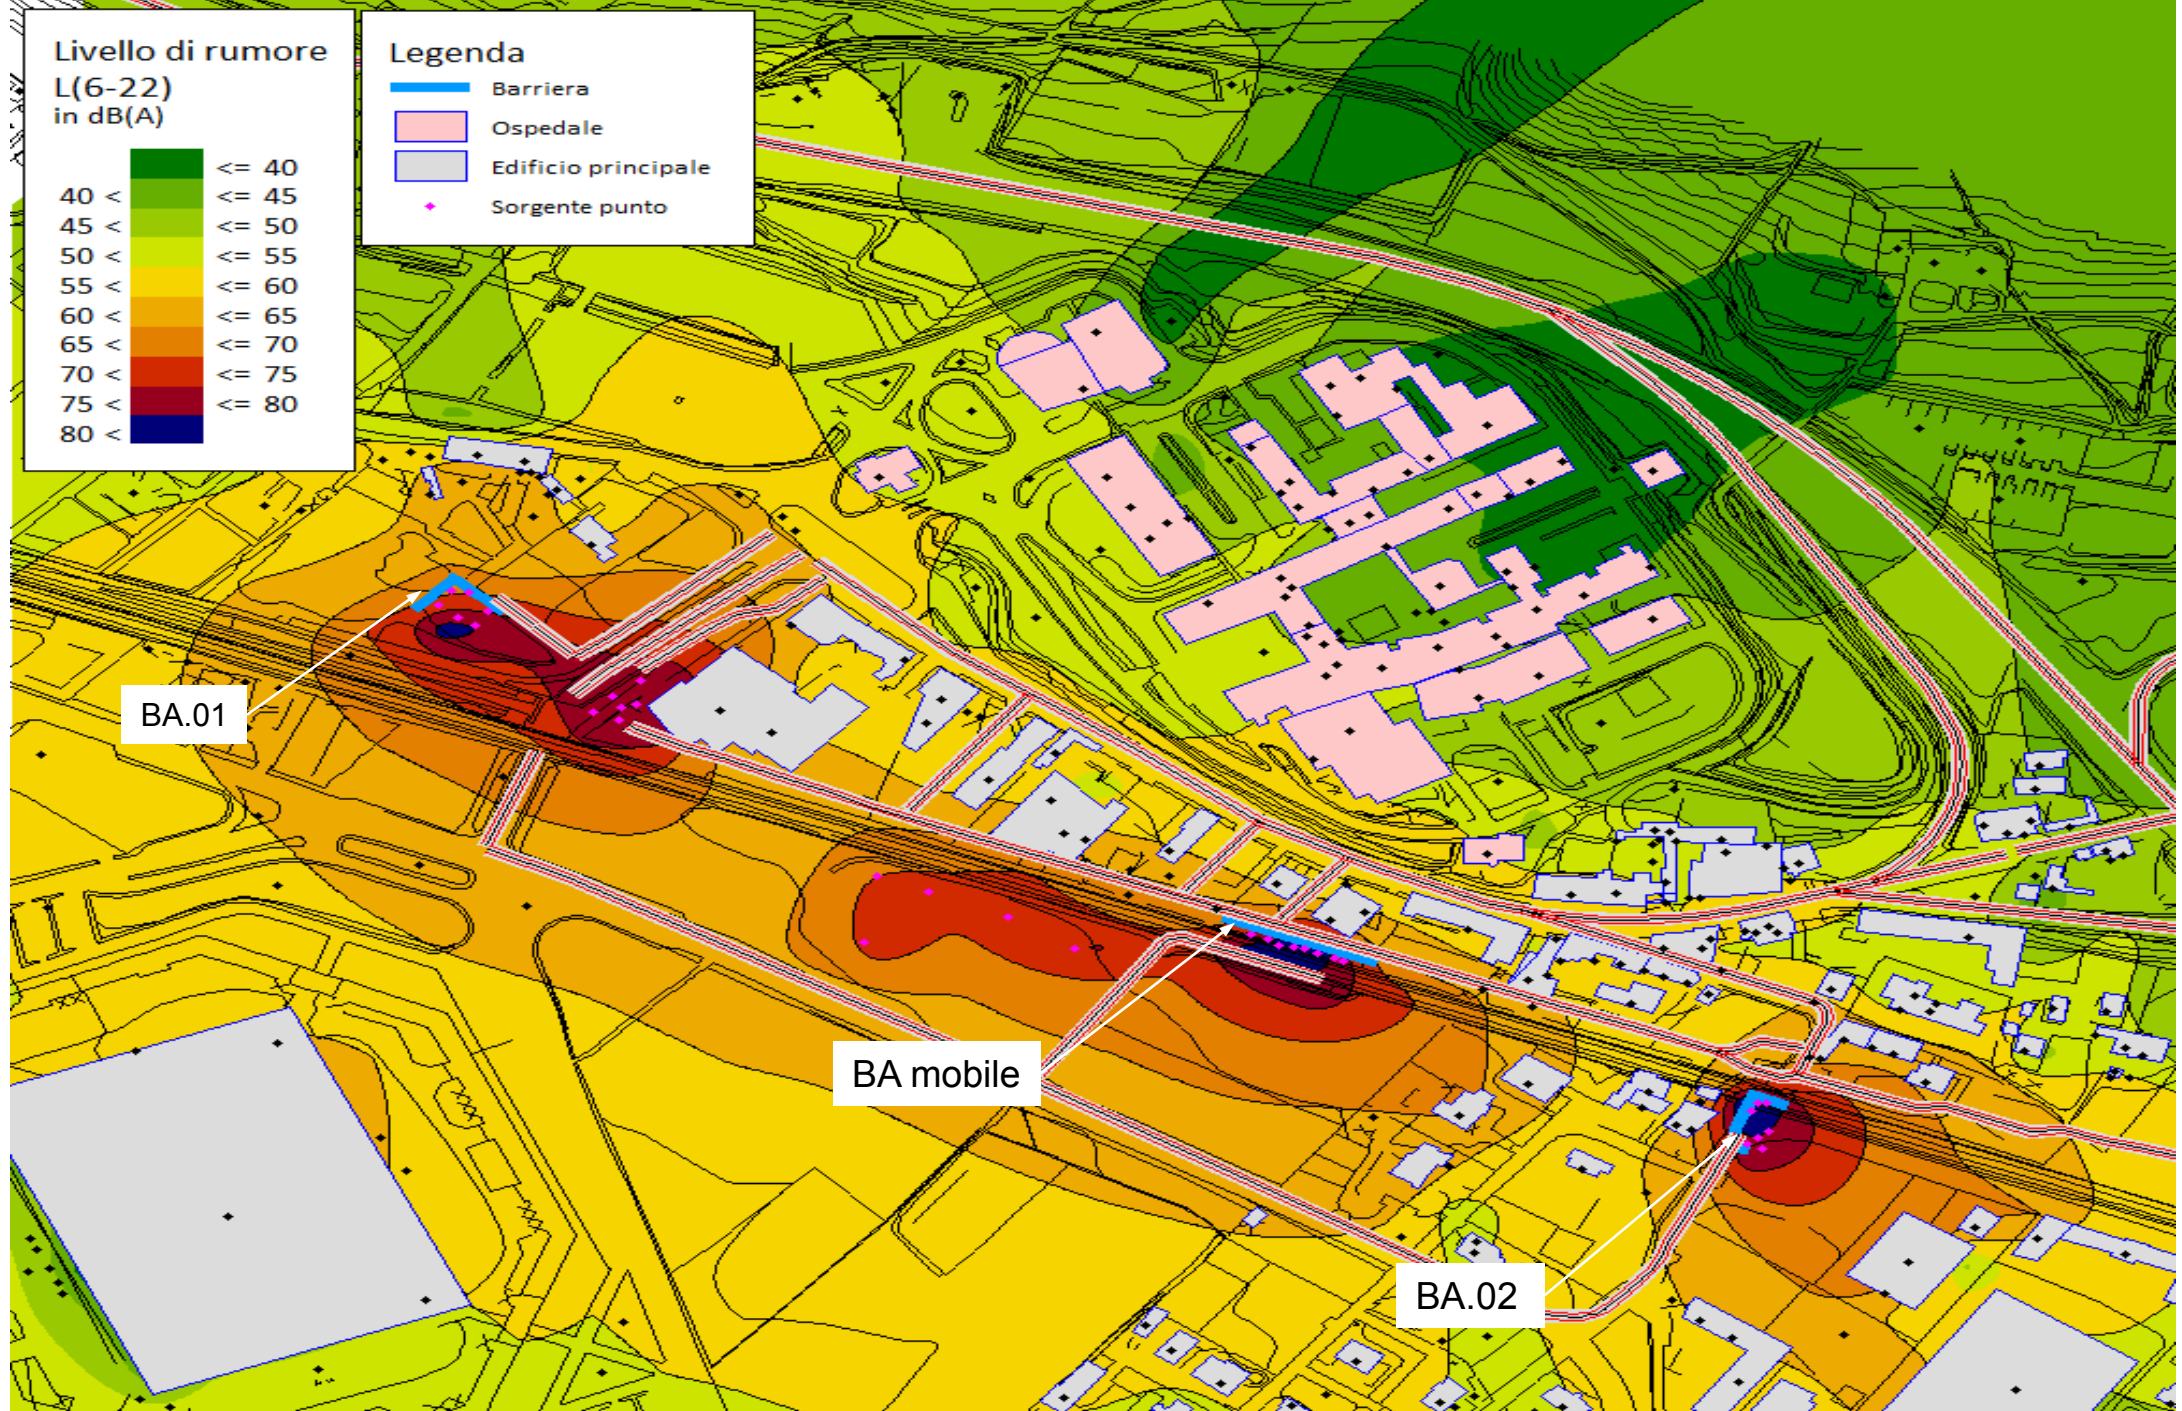 Livello di rumore
L(6-22)
in dB(A)
<= 40
40 < <= 45
45 < <= 50
50 < <= 55
55 < <= 60
60 < <= 65
65 < <= 70
70 < <= 75
75 < <= 80
80 <
Legenda
Barriera
Ospedale
Edificio principale
Sorgente punto
BA.01
BA mobile
BA.02